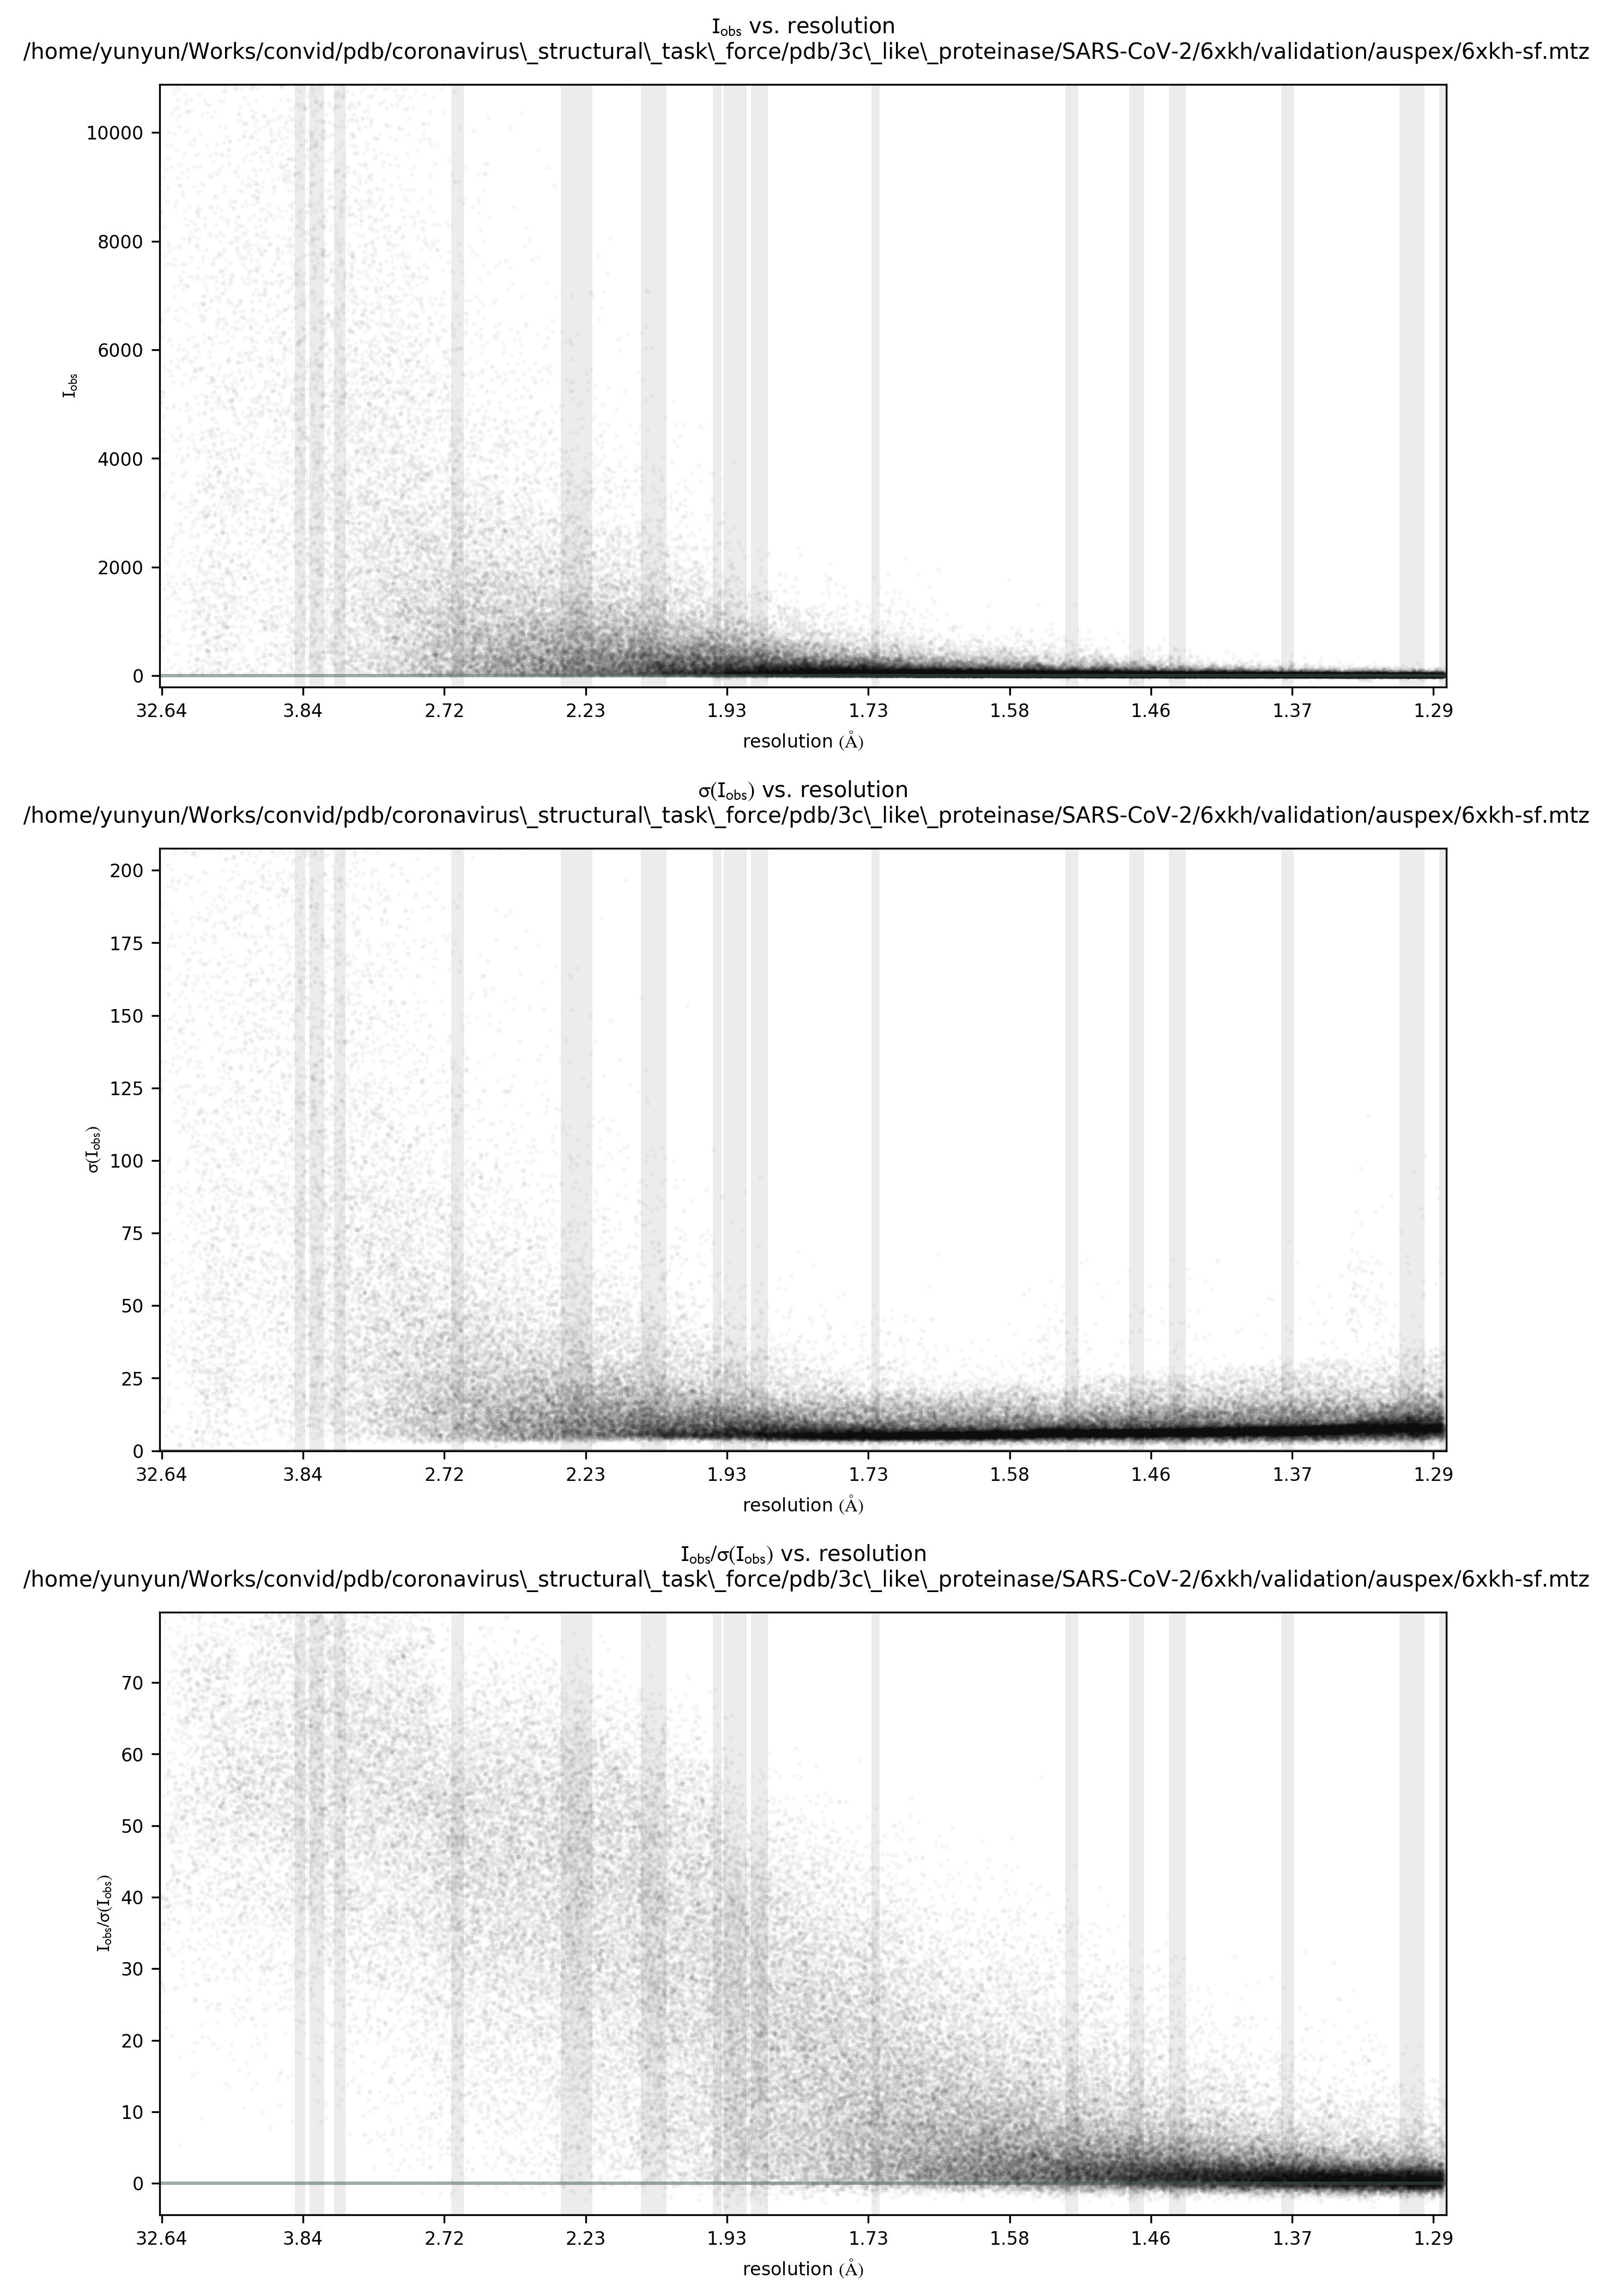 I_obs vs. resolution
/home/yunyun/Works/convid/pdb/coronavirus\_structural\_task\_force/pdb/3c\_like\_proteinase/SARS-CoV-2/6xkh/validation/auspex/6xkh-sf.mtz
10000
8000
6000
4000
2000
0
I_obs
32.64 3.84 2.72 2.23 1.93 1.73 1.58 1.46 1.37 1.29
resolution (Å)
σ(I_obs) vs. resolution
/home/yunyun/Works/convid/pdb/coronavirus\_structural\_task\_force/pdb/3c\_like\_proteinase/SARS-CoV-2/6xkh/validation/auspex/6xkh-sf.mtz
200
175
150
125
100
75
50
25
0
σ(I_obs)
32.64 3.84 2.72 2.23 1.93 1.73 1.58 1.46 1.37 1.29
resolution (Å)
I_obs/σ(I_obs) vs. resolution
/home/yunyun/Works/convid/pdb/coronavirus\_structural\_task\_force/pdb/3c\_like\_proteinase/SARS-CoV-2/6xkh/validation/auspex/6xkh-sf.mtz
70
60
50
40
30
20
10
0
I_obs/σ(I_obs)
32.64 3.84 2.72 2.23 1.93 1.73 1.58 1.46 1.37 1.29
resolution (Å)